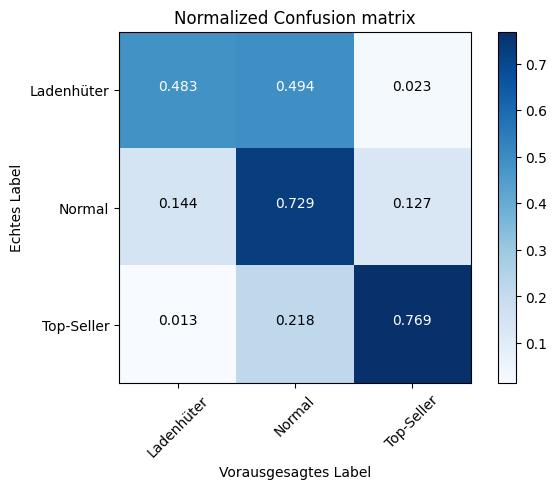 Normalized Confusion matrix
Echtes Label
Ladenhüter 0.483 0.494 0.023
Normal 0.144 0.729 0.127
Top-Seller 0.013 0.218 0.769
Ladenhüter Normal Top-Seller
Vorausgesagtes Label
0.7
0.6
0.5
0.4
0.3
0.2
0.1